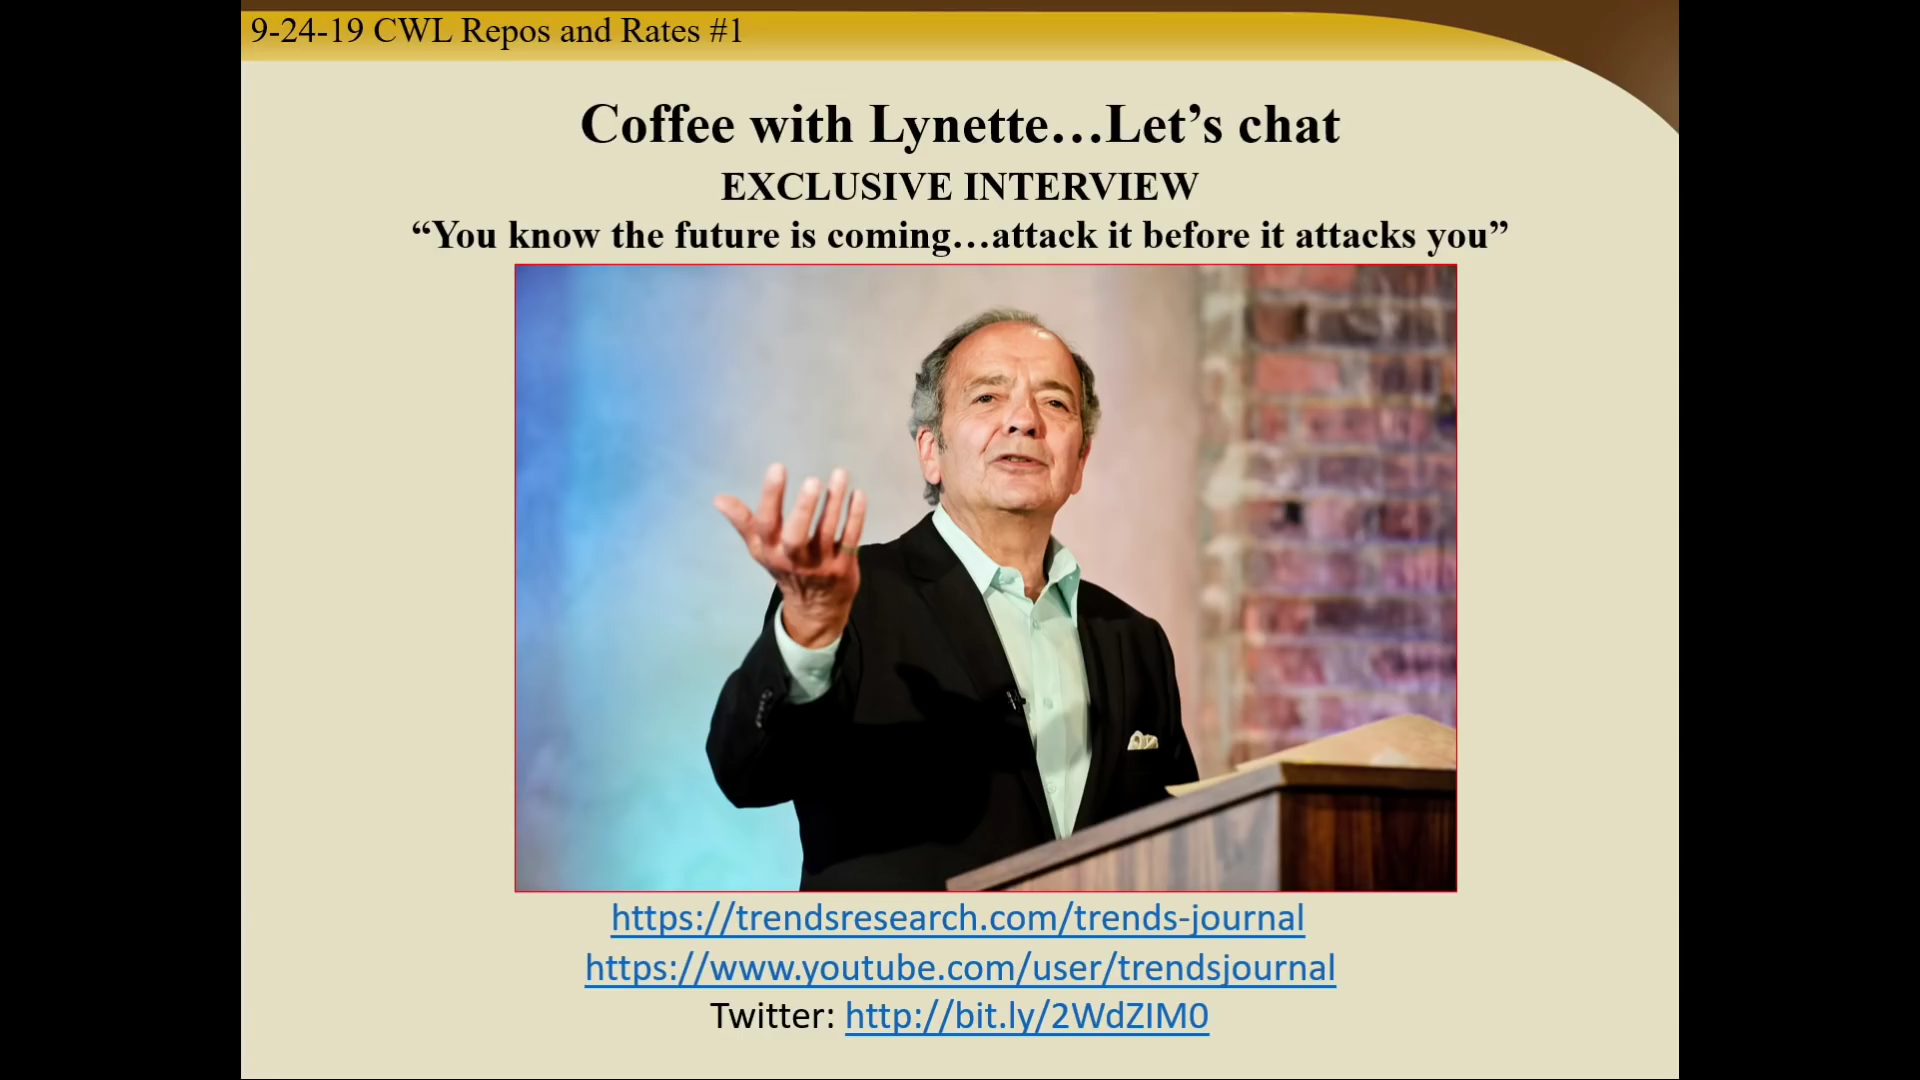 9-24-19 CWL Repos and Rates #1
Coffee with Lynette…Let’s chat
EXCLUSIVE INTERVIEW
“You know the future is coming…attack it before it attacks you”
https://trendsresearch.com/trends-journal
https://www.youtube.com/user/trendsjournal
Twitter: http://bit.ly/2WdZIM0